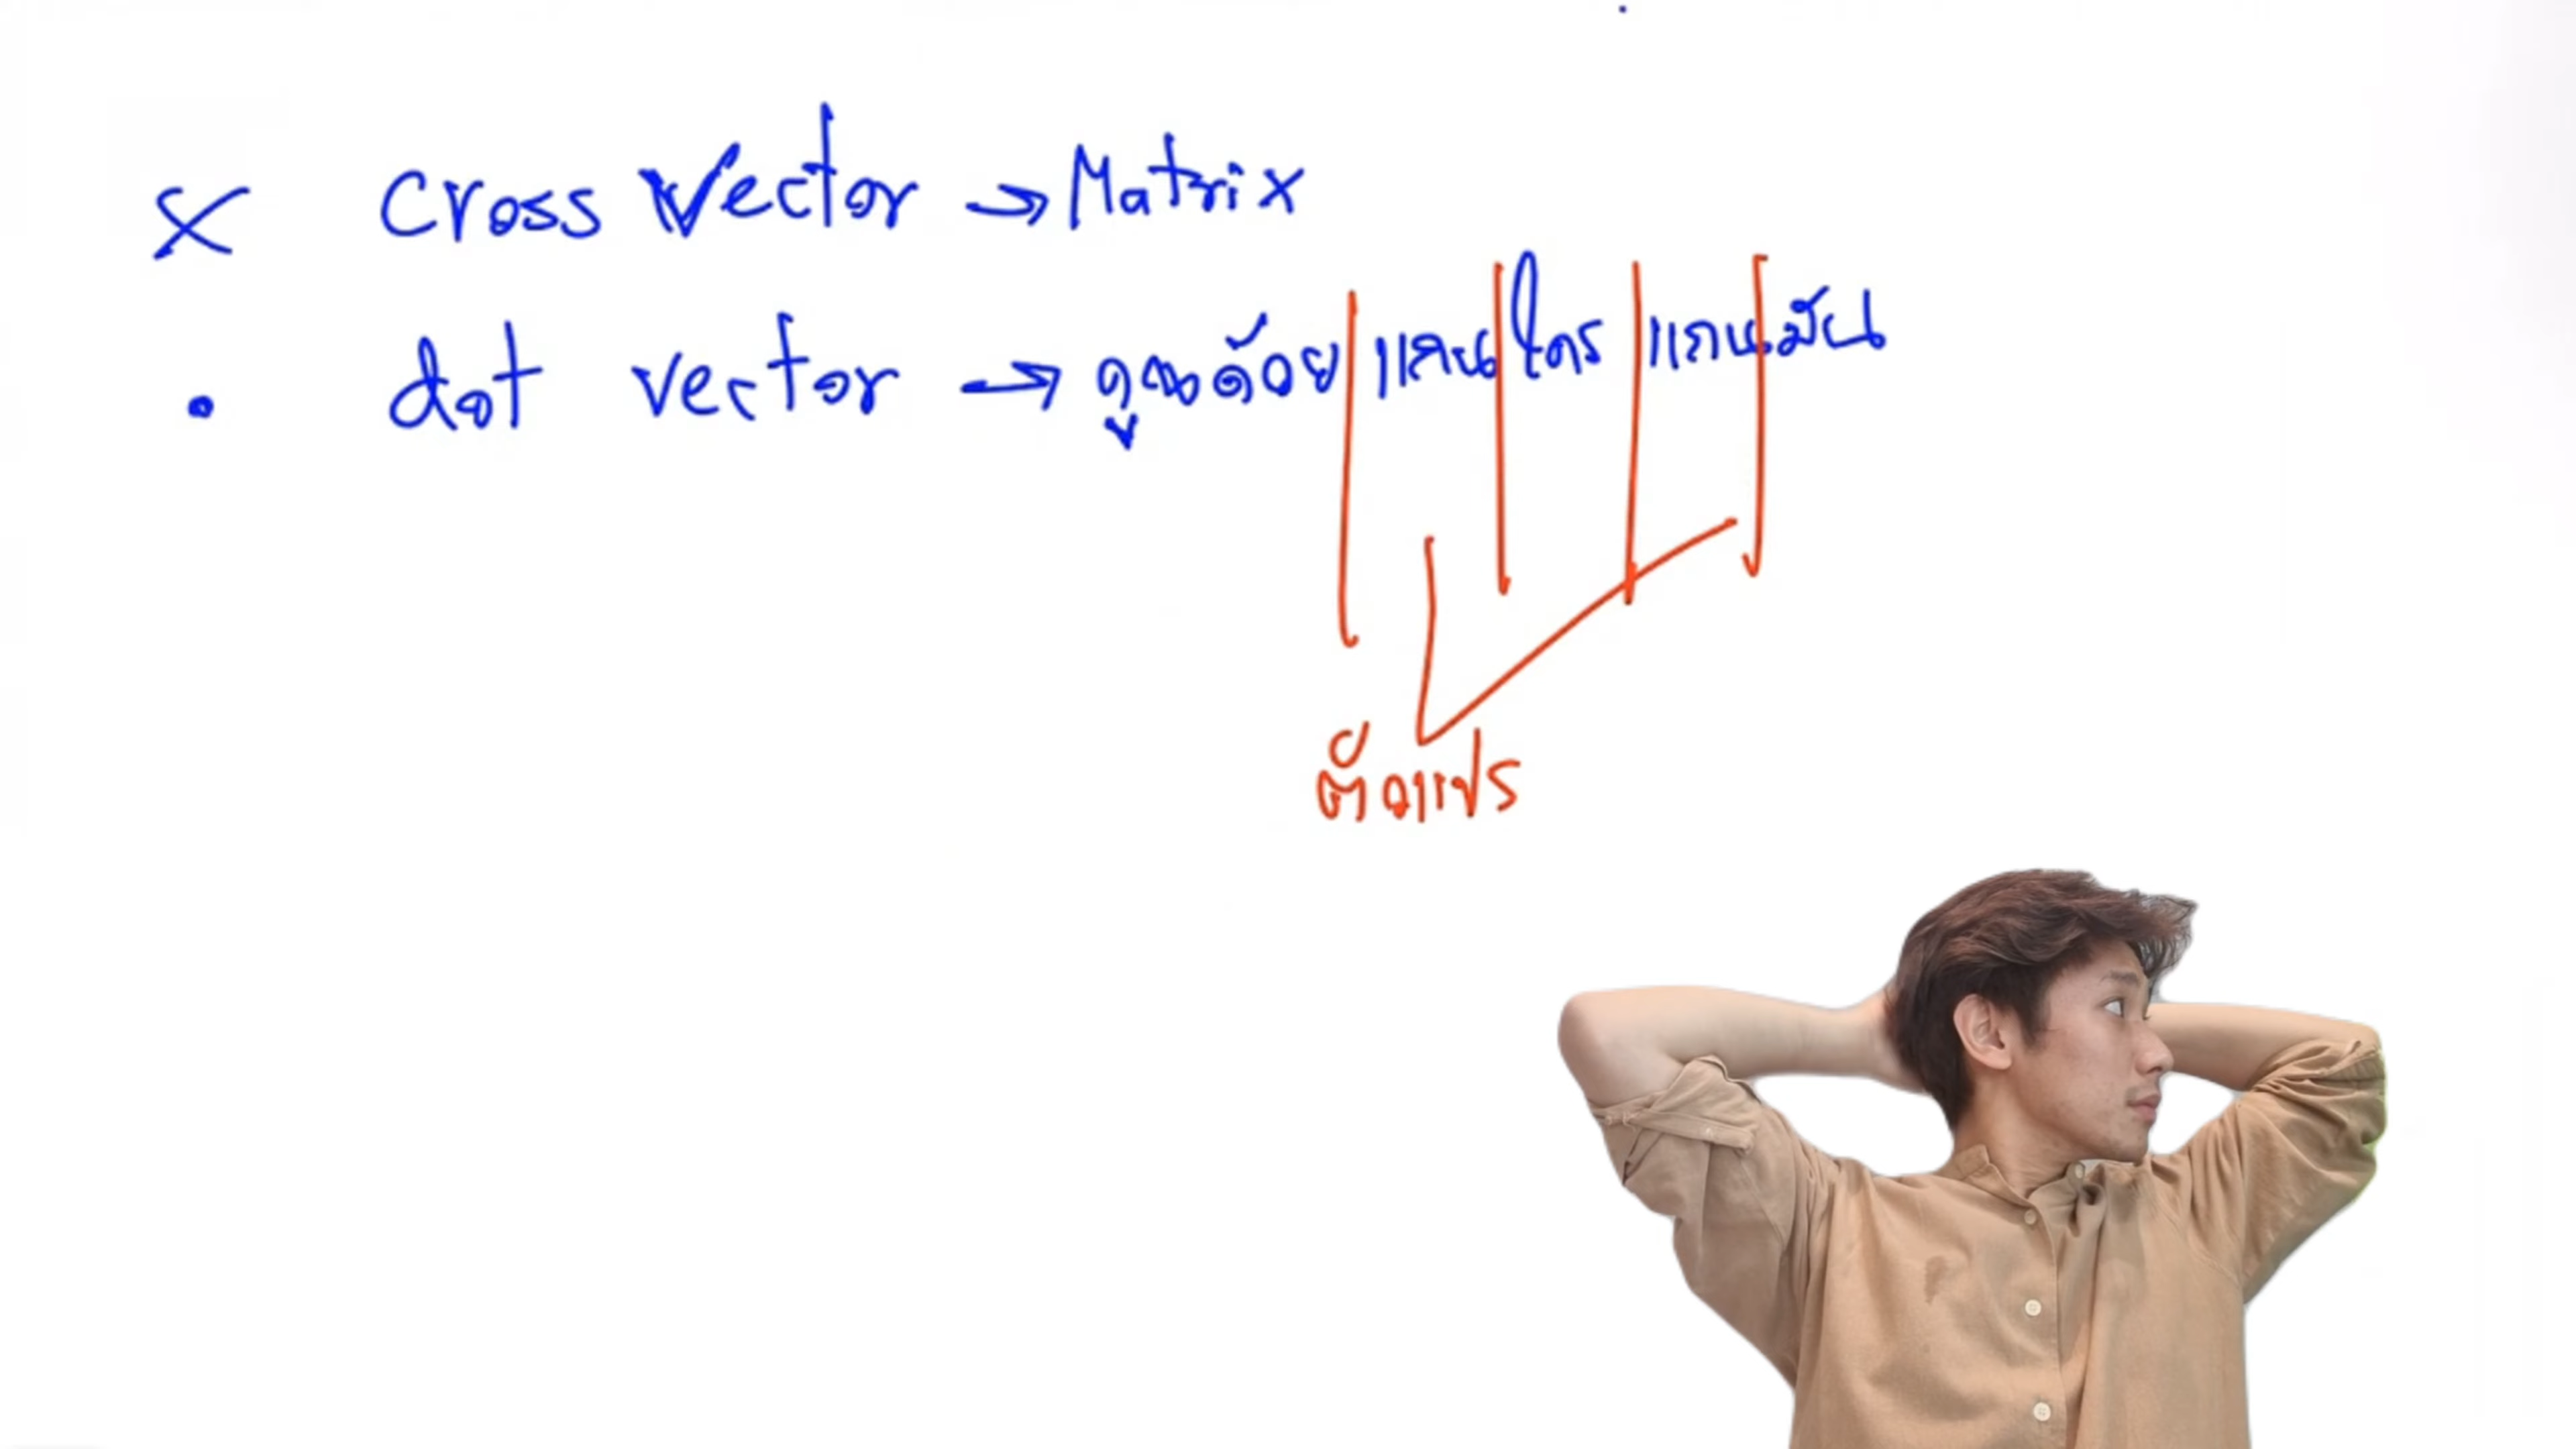 × Cross Vector → Matrix
• dot vector → คูณด้วยแกนใครแกนมัน
ตัวแปร